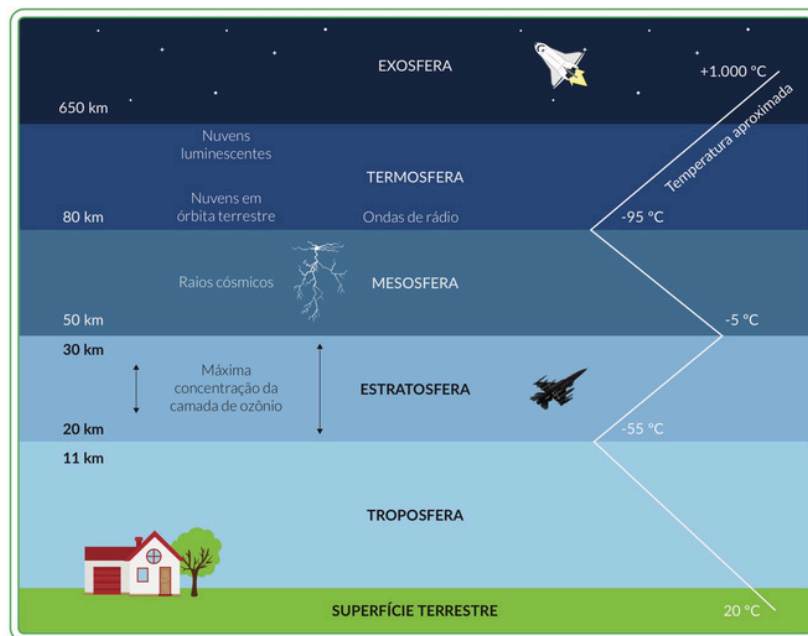 EXOSFERA
+1.000 °C
650 km
Temperatura aproximada
Nuvens
luminescentes
TERMOSFERA
Nuvens em
órbita terrestre
80 km
Ondas de rádio
-95 °C
Raios cósmicos
MESOSFERA
50 km
-5 °C
30 km
Máxima
concentração da
camada de ozônio
ESTRATOSFERA
20 km
-55 °C
11 km
TROPOSFERA
SUPERFÍCIE TERRESTRE
20 °C